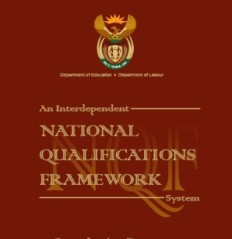 Department of Education • Department of Labour
An Interdependent
NATIONAL
QUALIFICATIONS
FRAMEWORK
System